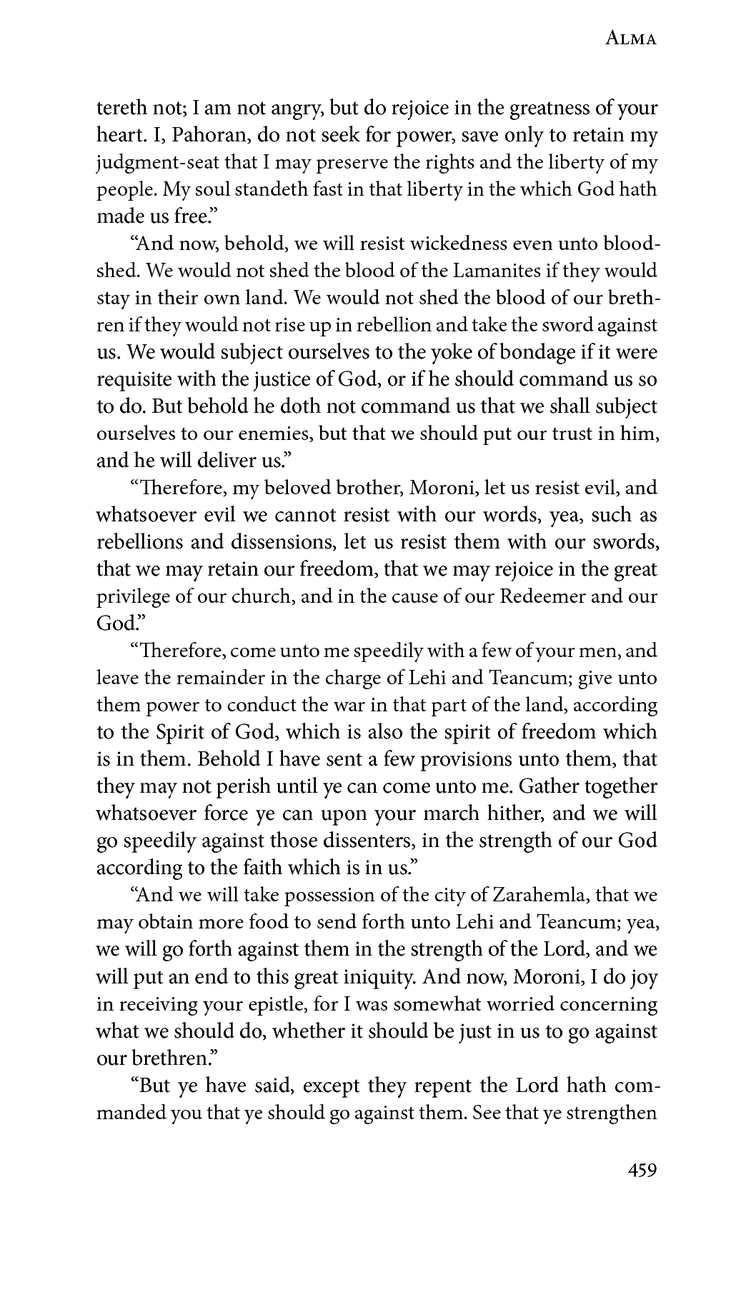 Alma
tereth not; I am not angry, but do rejoice in the greatness of your
heart. I, Pahoran, do not seek for power, save only to retain my
judgment-seat that I may preserve the rights and the liberty of my
people. My soul standeth fast in that liberty in the which God hath
made us free.”
“And now, behold, we will resist wickedness even unto blood-
shed. We would not shed the blood of the Lamanites if they would
stay in their own land. We would not shed the blood of our breth-
ren if they would not rise up in rebellion and take the sword against
us. We would subject ourselves to the yoke of bondage if it were
requisite with the justice of God, or if he should command us so
to do. But behold he doth not command us that we shall subject
ourselves to our enemies, but that we should put our trust in him,
and he will deliver us.”
“Therefore, my beloved brother, Moroni, let us resist evil, and
whatsoever evil we cannot resist with our words, yea, such as
rebellions and dissensions, let us resist them with our swords,
that we may retain our freedom, that we may rejoice in the great
privilege of our church, and in the cause of our Redeemer and our
God.”
“Therefore, come unto me speedily with a few of your men, and
leave the remainder in the charge of Lehi and Teancum; give unto
them power to conduct the war in that part of the land, according
to the Spirit of God, which is also the spirit of freedom which
is in them. Behold I have sent a few provisions unto them, that
they may not perish until ye can come unto me. Gather together
whatsoever force ye can upon your march hither, and we will
go speedily against those dissenters, in the strength of our God
according to the faith which is in us.”
“And we will take possession of the city of Zarahemla, that we
may obtain more food to send forth unto Lehi and Teancum; yea,
we will go forth against them in the strength of the Lord, and we
will put an end to this great iniquity. And now, Moroni, I do joy
in receiving your epistle, for I was somewhat worried concerning
what we should do, whether it should be just in us to go against
our brethren.”
“But ye have said, except they repent the Lord hath com-
manded you that ye should go against them. See that ye strengthen
459